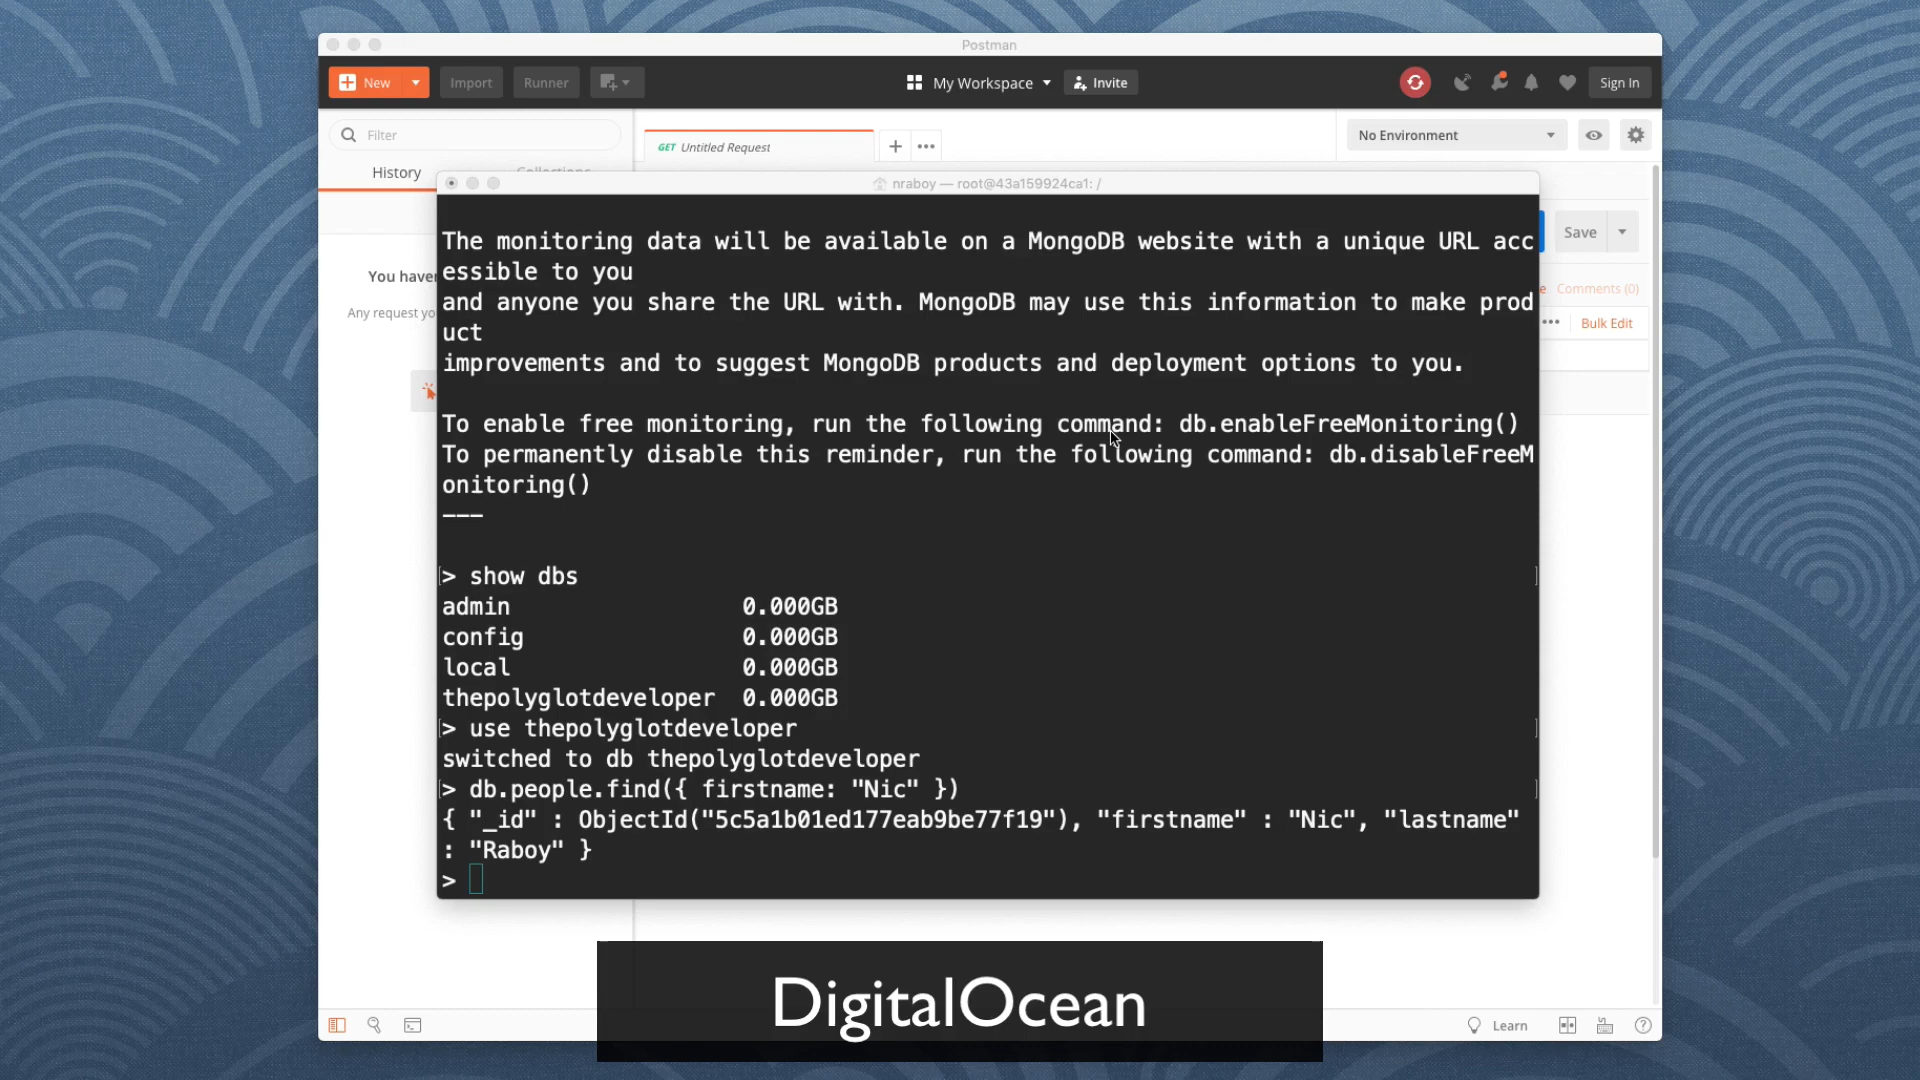 Postman
New
Import
Runner
My Workspace
Invite
Sign In
Filter
GET Untitled Request
No Environment
History
Collections
nraboy — root@43a159924ca1: /
Save
The monitoring data will be available on a MongoDB website with a unique URL acc
essible to you
and anyone you share the URL with. MongoDB may use this information to make prod
uct
improvements and to suggest MongoDB products and deployment options to you.
You haven
Any request yo
Comments (0)
Bulk Edit
To enable free monitoring, run the following command: db.enableFreeMonitoring()
To permanently disable this reminder, run the following command: db.disableFreeM
onitoring()
---
> show dbs
admin 0.000GB
config 0.000GB
local 0.000GB
thepolyglotdeveloper 0.000GB
> use thepolyglotdeveloper
switched to db thepolyglotdeveloper
> db.people.find({ firstname: "Nic" })
{ "_id" : ObjectId("5c5a1b01ed177eab9be77f19"), "firstname" : "Nic", "lastname"
: "Raboy" }
>
DigitalOcean
Learn